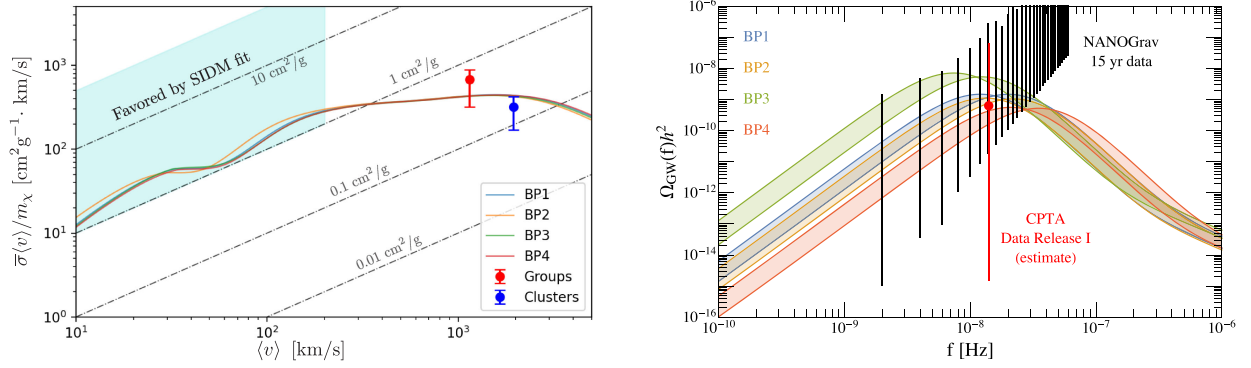 10³
10²
10¹
10⁰
10¹
10²
10³
σ̅⟨v⟩/mχ [cm²g⁻¹· km/s]
⟨v⟩ [km/s]
Favored by SIDM fit
10 cm²/g
1 cm²/g
0.1 cm²/g
0.01 cm²/g
BP1
BP2
BP3
BP4
Groups
Clusters
10⁻⁶
10⁻⁸
10⁻¹⁰
10⁻¹²
10⁻¹⁴
10⁻¹⁶
10⁻¹⁰
10⁻⁹
10⁻⁸
10⁻⁷
10⁻⁶
Ω_GW(f)h²
f [Hz]
BP1
BP2
BP3
BP4
NANOGrav
15 yr data
CPTA
Data Release I
(estimate)